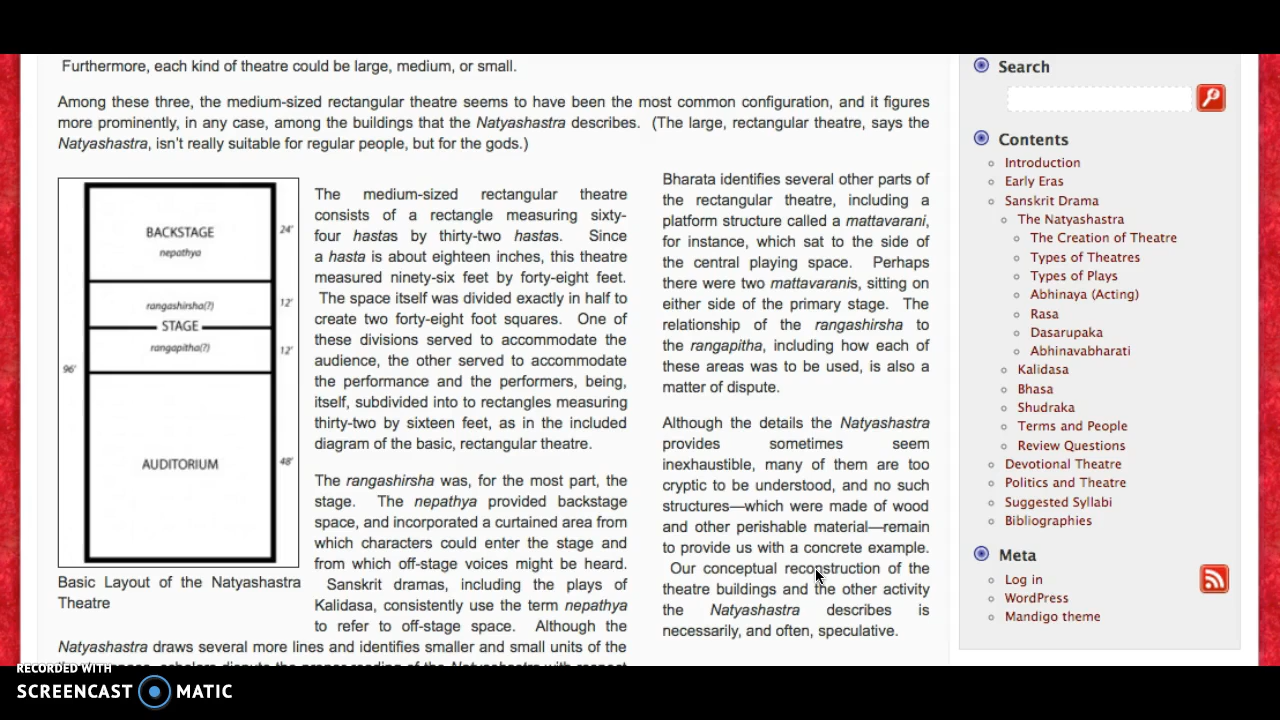 Furthermore, each kind of theatre could be large, medium, or small.
Among these three, the medium-sized rectangular theatre seems to have been the most common configuration, and it figures
more prominently, in any case, among the buildings that the Natyashastra describes. (The large, rectangular theatre, says the
Natyashastra, isn't really suitable for regular people, but for the gods.)
BACKSTAGE
nepathya
24'
rangashirsha(?)
12'
STAGE
rangapitha(?)
12'
96'
AUDITORIUM
48'
Basic Layout of the Natyashastra
Theatre
The medium-sized rectangular theatre
consists of a rectangle measuring sixty-
four hastas by thirty-two hastas. Since
a hasta is about eighteen inches, this theatre
measured ninety-six feet by forty-eight feet.
The space itself was divided exactly in half to
create two forty-eight foot squares. One of
these divisions served to accommodate the
audience, the other served to accommodate
the performance and the performers, being,
itself, subdivided into to rectangles measuring
thirty-two by sixteen feet, as in the included
diagram of the basic, rectangular theatre.
The rangashirsha was, for the most part, the
stage. The nepathya provided backstage
space, and incorporated a curtained area from
which characters could enter the stage and
from which off-stage voices might be heard.
Sanskrit dramas, including the plays of
Kalidasa, consistently use the term nepathya
to refer to off-stage space. Although the
Natyashastra draws several more lines and identifies smaller and small units of the
Bharata identifies several other parts of
the rectangular theatre, including a
platform structure called a mattavarani,
for instance, which sat to the side of
the central playing space. Perhaps
there were two mattavaranis, sitting on
either side of the primary stage. The
relationship of the rangashirsha to
the rangapitha, including how each of
these areas was to be used, is also a
matter of dispute.
Although the details the Natyashastra
provides sometimes seem
inexhaustible, many of them are too
cryptic to be understood, and no such
structures—which were made of wood
and other perishable material—remain
to provide us with a concrete example.
Our conceptual reconstruction of the
theatre buildings and the other activity
the Natyashastra describes is
necessarily, and often, speculative.
Search
Contents
Introduction
Early Eras
Sanskrit Drama
The Natyashastra
The Creation of Theatre
Types of Theatres
Types of Plays
Abhinaya (Acting)
Rasa
Dasarupaka
Abhinavabharati
Kalidasa
Bhasa
Shudraka
Terms and People
Review Questions
Devotional Theatre
Politics and Theatre
Suggested Syllabi
Bibliographies
Meta
Log in
WordPress
Mandigo theme
RECORDED WITH
SCREENCAST MATIC